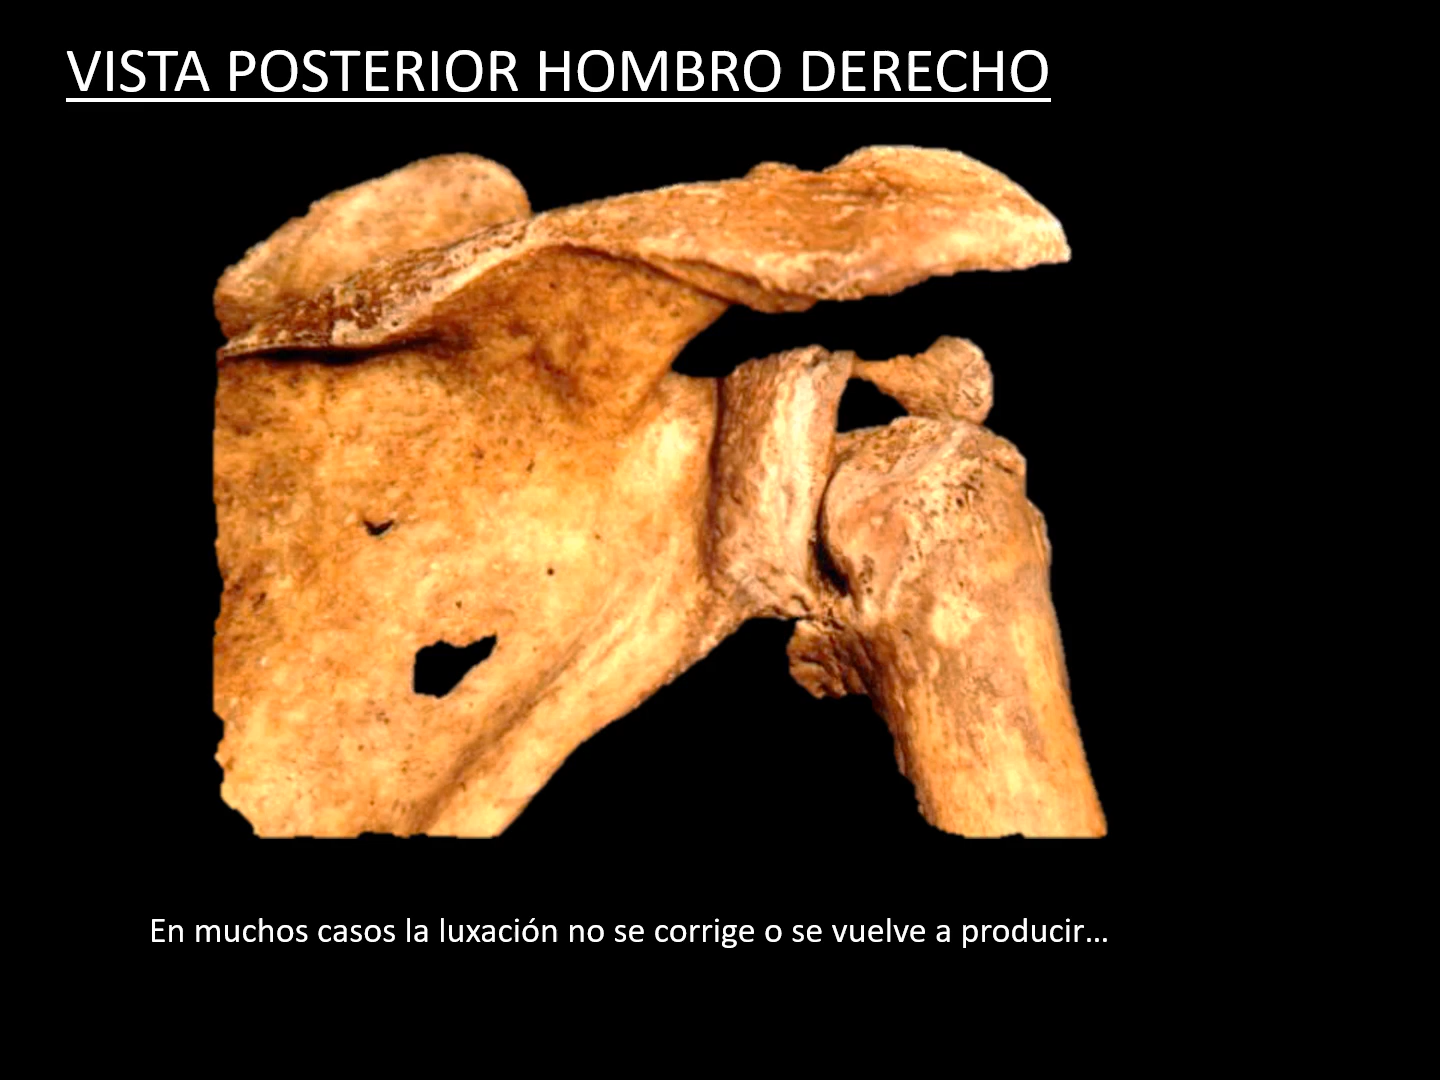 VISTA POSTERIOR HOMBRO DERECHO
En muchos casos la luxación no se corrige o se vuelve a producir…